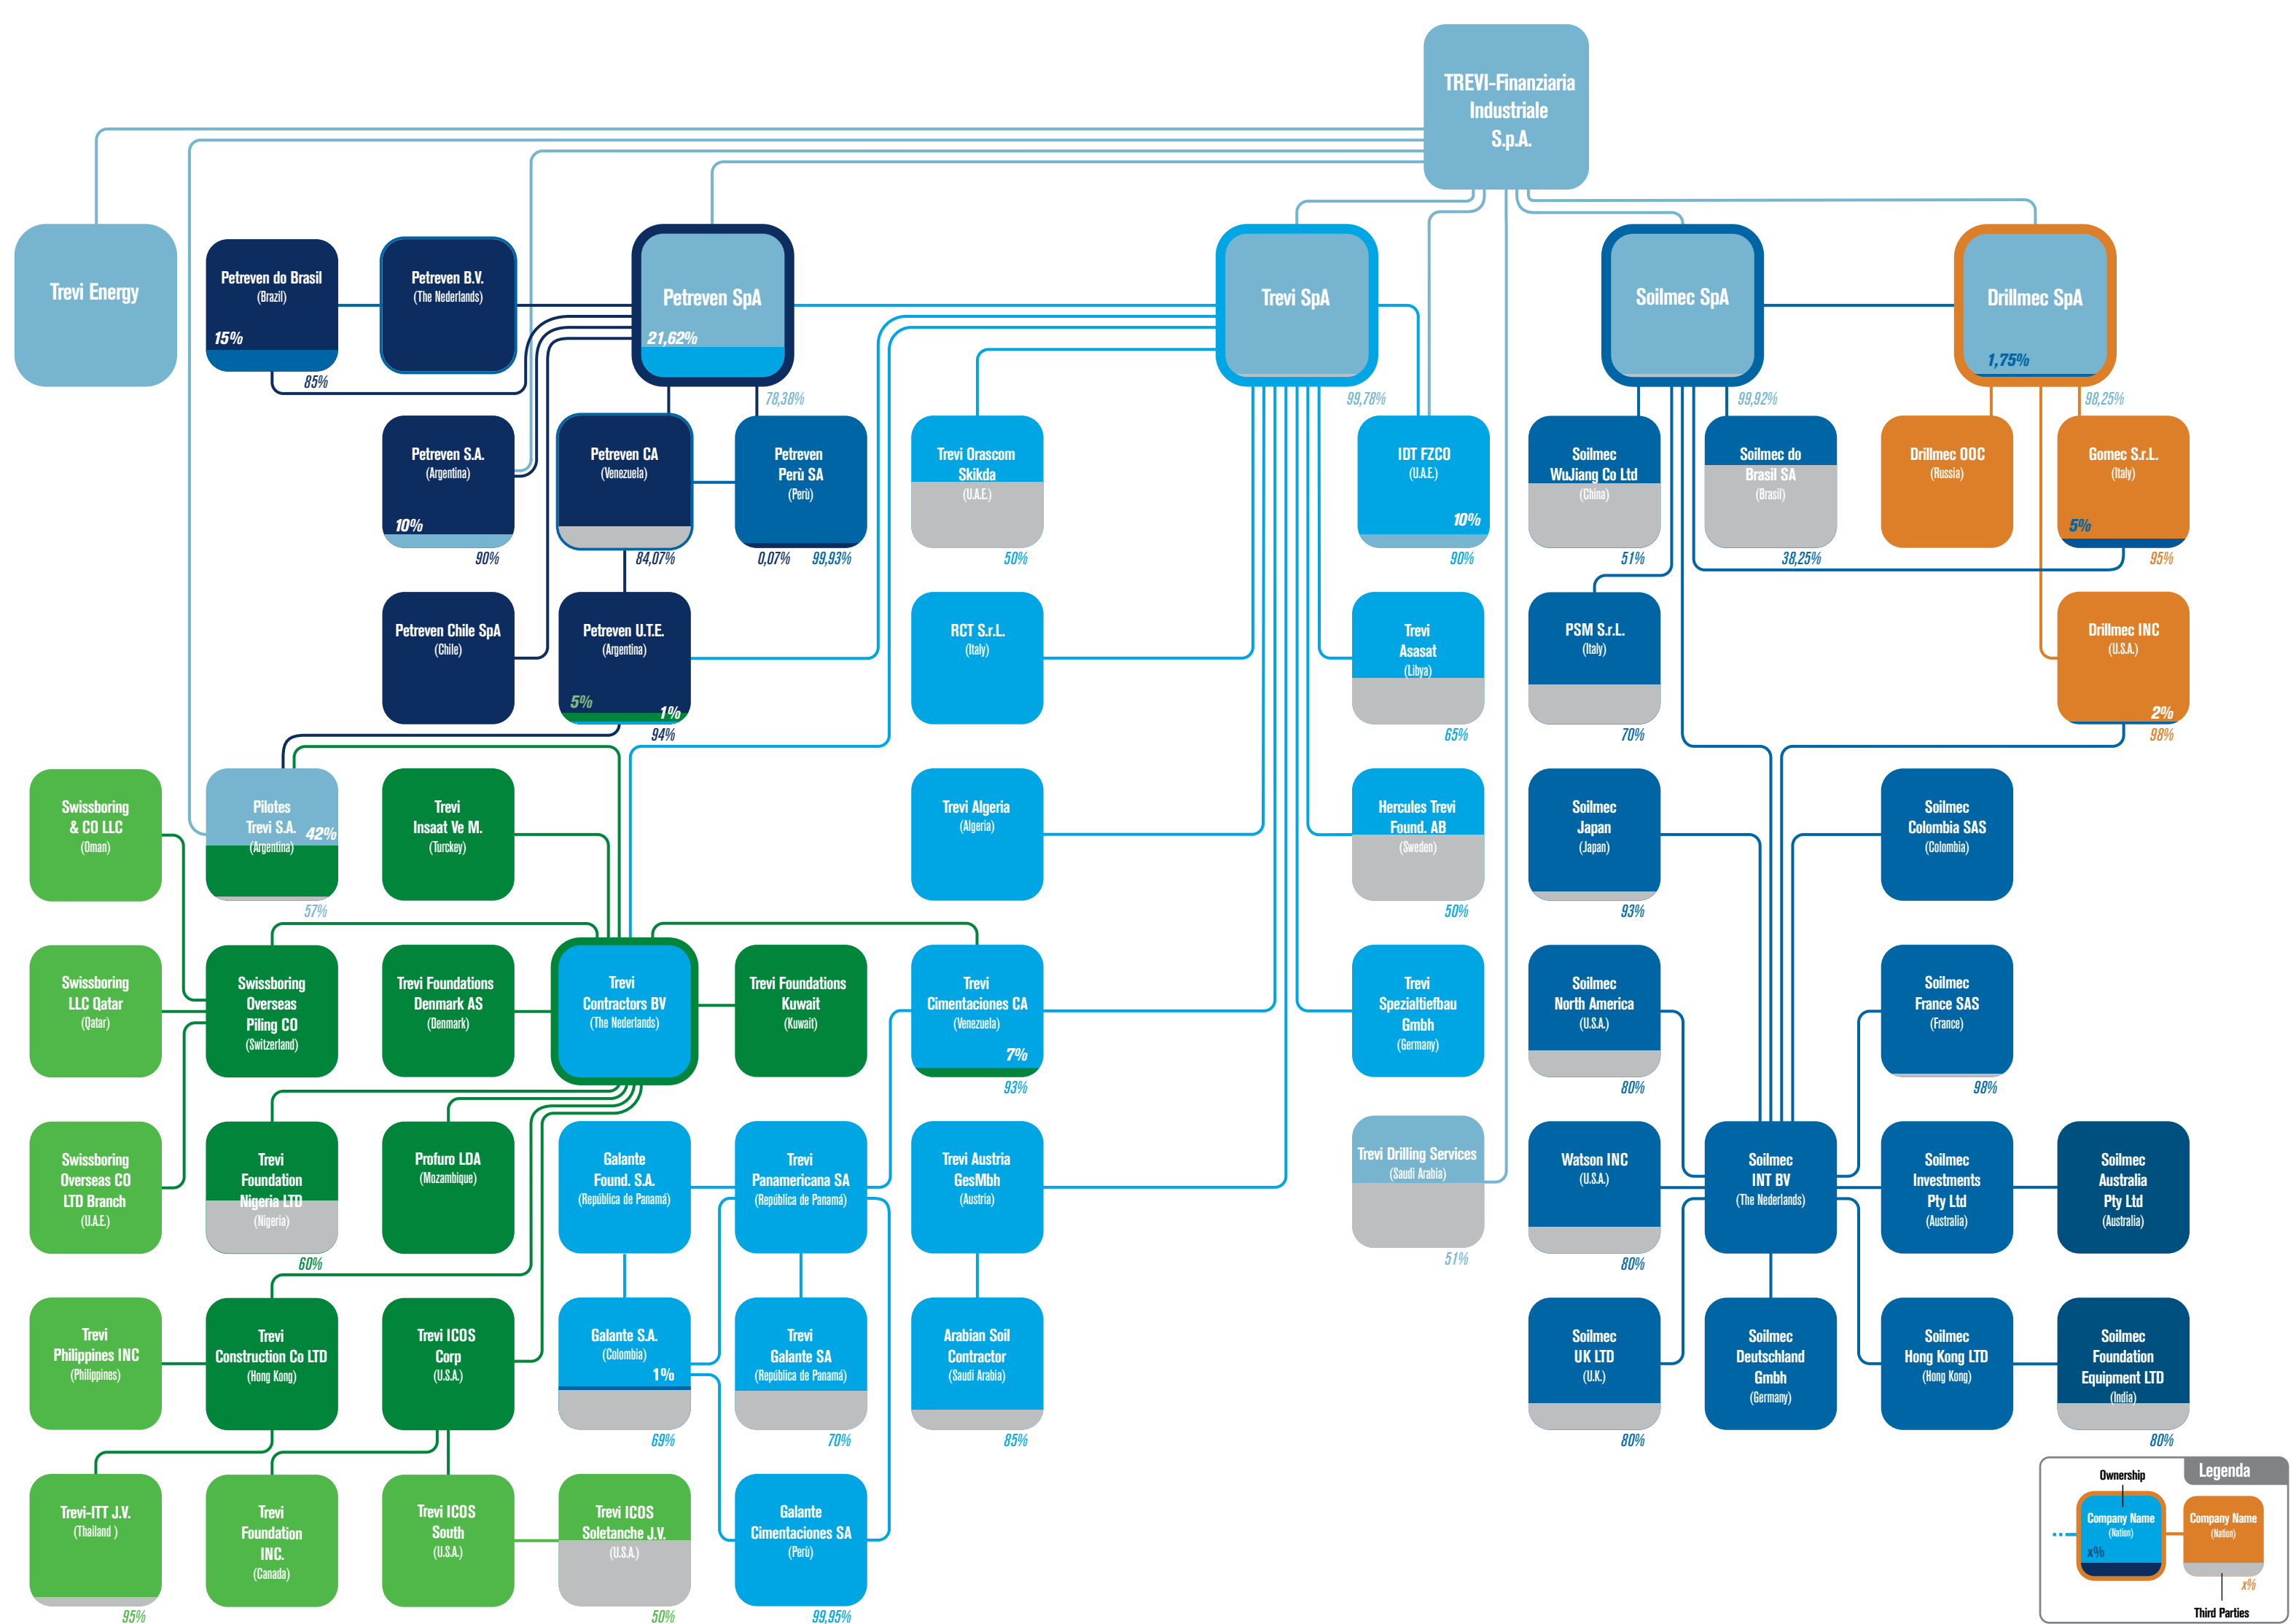 TREVI-Finanziaria
Industriale
S.p.A.
Trevi Energy
Petreven do Brasil
(Brazil)
15%
85%
Petreven B.V.
(The Nederlands)
Petreven SpA
21,62%
78,38%
Trevi SpA
99,78%
Soilmec SpA
99,92%
Drillmec SpA
1,75%
98,25%
Petreven S.A.
(Argentina)
10%
90%
Petreven CA
(Venezuela)
84,07%
Petreven
Perù SA
(Perù)
0,07%
99,93%
Trevi Orascom
Skikda
(U.A.E.)
50%
IDT FZCO
(U.A.E.)
10%
90%
Soilmec
WuJiang Co Ltd
(China)
51%
Soilmec do
Brasil SA
(Brasil)
38,25%
Drillmec OOC
(Russia)
Gomec S.r.L.
(Italy)
5%
95%
Petreven Chile SpA
(Chile)
Petreven U.T.E.
(Argentina)
5%
1%
94%
RCT S.r.L.
(Italy)
Trevi
Asasat
(Libya)
65%
PSM S.r.L.
(Italy)
70%
Drillmec INC
(U.S.A.)
2%
98%
Swissboring
& CO LLC
(Oman)
Pilotes
Trevi S.A.
42%
(Argentina)
57%
Trevi
Insaat Ve M.
(Turckey)
Trevi Algeria
(Algeria)
Hercules Trevi
Found. AB
(Sweden)
50%
Soilmec
Japan
(Japan)
93%
Soilmec
Colombia SAS
(Colombia)
Swissboring
LLC Qatar
(Qatar)
Swissboring
Overseas
Piling CO
(Switzerland)
Trevi Foundations
Denmark AS
(Denmark)
Trevi
Contractors BV
(The Nederlands)
Trevi Foundations
Kuwait
(Kuwait)
Trevi
Cimentaciones CA
(Venezuela)
7%
93%
Trevi
Spezialtiefbau
Gmbh
(Germany)
Soilmec
North America
(U.S.A.)
80%
Soilmec
France SAS
(France)
98%
Swissboring
Overseas CO
LTD Branch
(U.A.E.)
Trevi
Foundation
Nigeria LTD
(Nigeria)
60%
Profuro LDA
(Mozambique)
Galante
Found. S.A.
(República de Panamá)
Trevi
Panamericana SA
(República de Panamá)
Trevi Austria
GesMbh
(Austria)
Trevi Drilling Services
(Saudi Arabia)
51%
Watson INC
(U.S.A.)
80%
Soilmec
INT BV
(The Nederlands)
Soilmec
Investments
Pty Ltd
(Australia)
Soilmec
Australia
Pty Ltd
(Australia)
Trevi
Philippines INC
(Philippines)
Trevi
Construction Co LTD
(Hong Kong)
Trevi ICOS
Corp
(U.S.A.)
Galante S.A.
(Colombia)
1%
69%
Trevi
Galante SA
(República de Panamá)
70%
Arabian Soil
Contractor
(Saudi Arabia)
85%
Soilmec
UK LTD
(U.K.)
80%
Soilmec
Deutschland
Gmbh
(Germany)
Soilmec
Hong Kong LTD
(Hong Kong)
Soilmec
Foundation
Equipment LTD
(India)
80%
Trevi-ITT J.V.
(Thailand )
95%
Trevi
Foundation
INC.
(Canada)
Trevi ICOS
South
(U.S.A.)
Trevi ICOS
Soletanche J.V.
(U.S.A.)
50%
Galante
Cimentaciones SA
(Perù)
99,95%
Legenda
Ownership
Company Name
(Nation)
x%
Company Name
(Nation)
x%
Third Parties